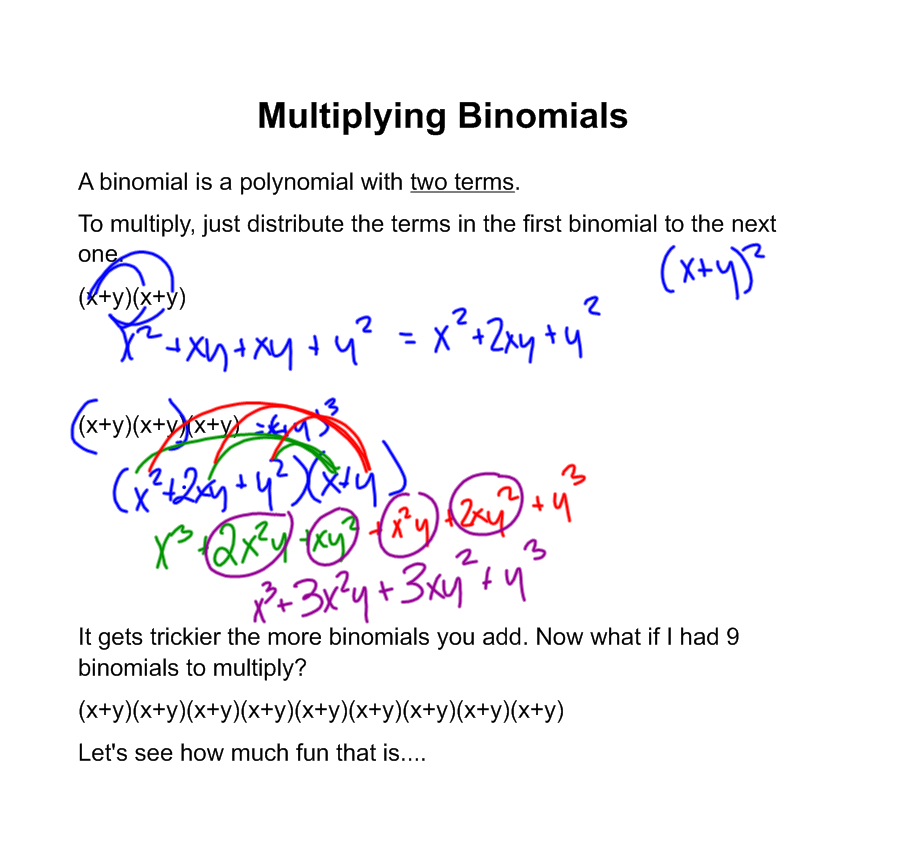 Multiplying Binomials
A binomial is a polynomial with two terms.
To multiply, just distribute the terms in the first binomial to the next
one.
(x+y)²
(x+y)(x+y)
x² + xy + xy + y² = x² + 2xy + y²
((x+y)(x+y))(x+y) = (x+y)³
(x² + 2xy + y²)(x+y)
x³ + 2x²y + xy² + x²y + 2xy² + y³
x³ + 3x²y + 3xy² + y³
It gets trickier the more binomials you add. Now what if I had 9
binomials to multiply?
(x+y)(x+y)(x+y)(x+y)(x+y)(x+y)(x+y)(x+y)(x+y)
Let's see how much fun that is....